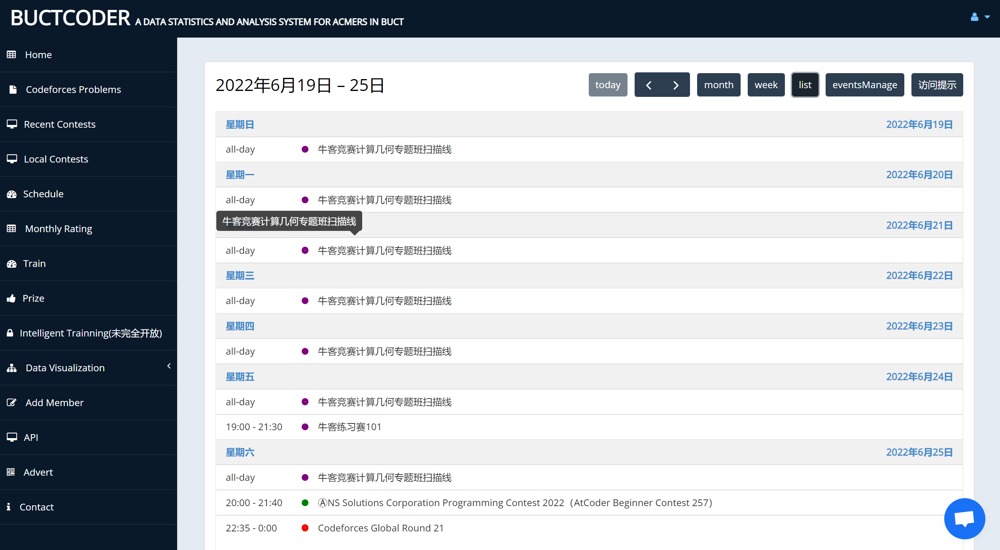 BUCTCODER A DATA STATISTICS AND ANALYSIS SYSTEM FOR ACMERS IN BUCT
Home
Codeforces Problems
Recent Contests
Local Contests
Schedule
Monthly Rating
Train
Prize
Intelligent Trainning(未完全开放)
Data Visualization
Add Member
API
Advert
Contact
2022年6月19日 – 25日
today month week list eventsManage 访问提示
星期日 2022年6月19日
all-day 牛客竞赛计算几何专题班扫描线
星期一 2022年6月20日
all-day 牛客竞赛计算几何专题班扫描线
牛客竞赛计算几何专题班扫描线
2022年6月21日
all-day 牛客竞赛计算几何专题班扫描线
星期三 2022年6月22日
all-day 牛客竞赛计算几何专题班扫描线
星期四 2022年6月23日
all-day 牛客竞赛计算几何专题班扫描线
星期五 2022年6月24日
all-day 牛客竞赛计算几何专题班扫描线
19:00 - 21:30 牛客练习赛101
星期六 2022年6月25日
all-day 牛客竞赛计算几何专题班扫描线
20:00 - 21:40 ⒶNS Solutions Corporation Programming Contest 2022（AtCoder Beginner Contest 257）
22:35 - 0:00 Codeforces Global Round 21